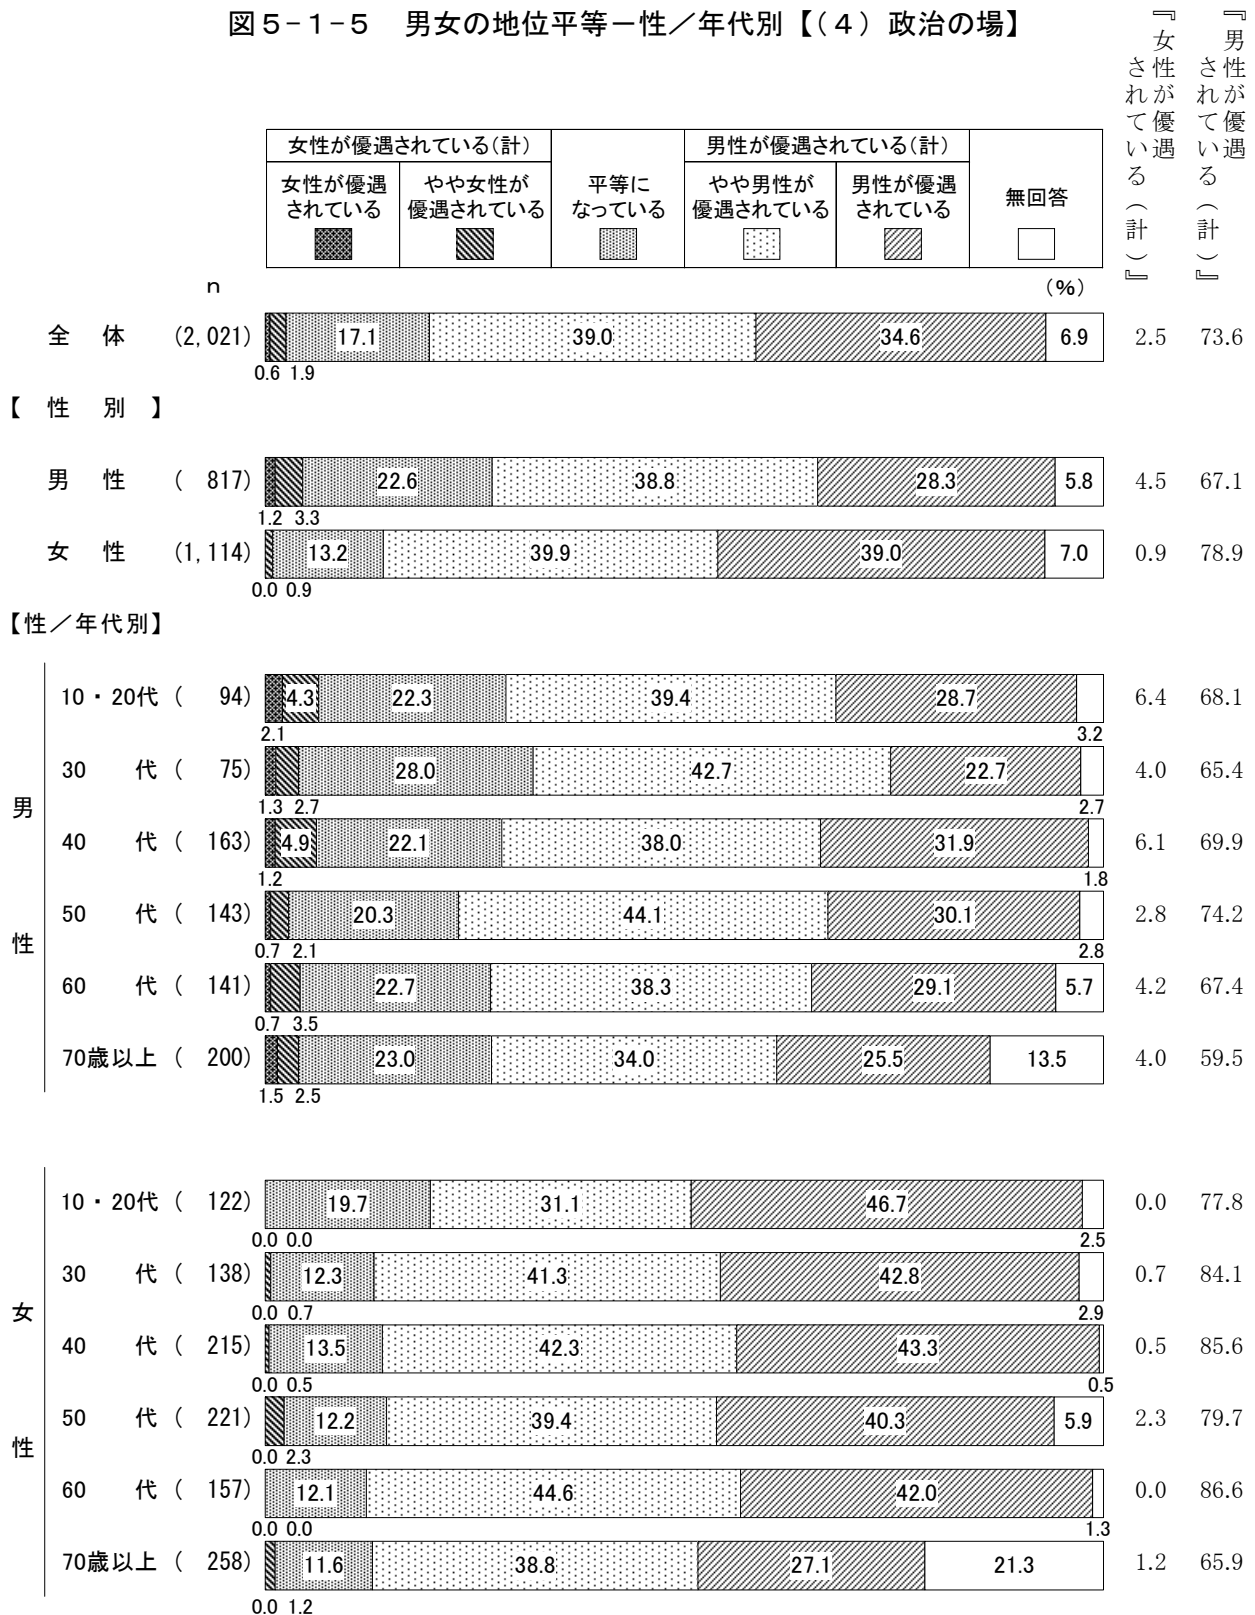 図5-1-5　男女の地位平等－性／年代別【(4) 政治の場】
『女性が優遇されている（計）』
『男性が優遇されている（計）』
女性が優遇されている(計)
男性が優遇されている(計)
女性が優遇されている
やや女性が優遇されている
平等になっている
やや男性が優遇されている
男性が優遇されている
無回答
n
(%)
全体 (2,021) 17.1 39.0 34.6 6.9 2.5 73.6
0.6 1.9
【性別】
男性 (817) 22.6 38.8 28.3 5.8 4.5 67.1
1.2 3.3
女性 (1,114) 13.2 39.9 39.0 7.0 0.9 78.9
0.0 0.9
【性／年代別】
男性
10・20代 (94) 4.3 22.3 39.4 28.7 6.4 68.1
2.1 3.2
30代 (75) 28.0 42.7 22.7 4.0 65.4
1.3 2.7 2.7
40代 (163) 4.9 22.1 38.0 31.9 6.1 69.9
1.2 1.8
50代 (143) 20.3 44.1 30.1 2.8 74.2
0.7 2.1 2.8
60代 (141) 22.7 38.3 29.1 5.7 4.2 67.4
0.7 3.5
70歳以上 (200) 23.0 34.0 25.5 13.5 4.0 59.5
1.5 2.5
女性
10・20代 (122) 19.7 31.1 46.7 0.0 77.8
0.0 0.0 2.5
30代 (138) 12.3 41.3 42.8 0.7 84.1
0.0 0.7 2.9
40代 (215) 13.5 42.3 43.3 0.5 85.6
0.0 0.5 0.5
50代 (221) 12.2 39.4 40.3 5.9 2.3 79.7
0.0 2.3
60代 (157) 12.1 44.6 42.0 0.0 86.6
0.0 0.0 1.3
70歳以上 (258) 11.6 38.8 27.1 21.3 1.2 65.9
0.0 1.2